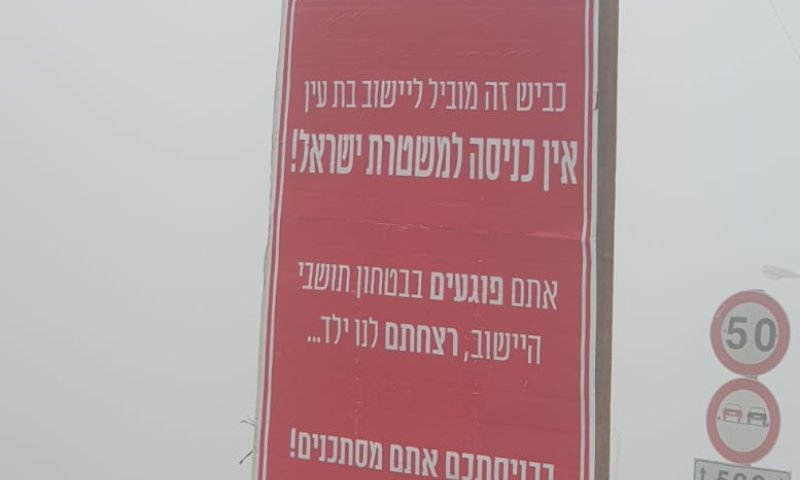 כביש זה מוביל ליישוב בת עין
אין כניסה למשטרת ישראל!
אתם פוגעים בבטחון תושבי
היישוב, רצחתם לנו ילד...
בכניסתכם אתם מסתכנים!
50